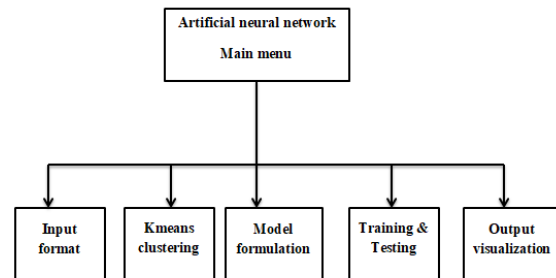 Artificial neural network
Main menu
Input
format
Kmeans
clustering
Model
formulation
Training &
Testing
Output
visualization